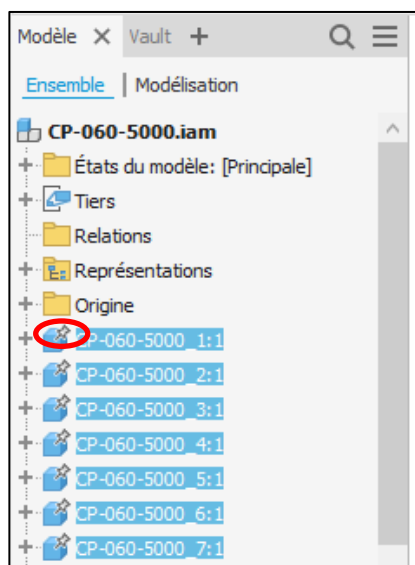 Modèle Vault
Ensemble | Modélisation
CP-060-5000.iam
États du modèle: [Principale]
Tiers
Relations
Représentations
Origine
CP-060-5000_1:1
CP-060-5000_2:1
CP-060-5000_3:1
CP-060-5000_4:1
CP-060-5000_5:1
CP-060-5000_6:1
CP-060-5000_7:1